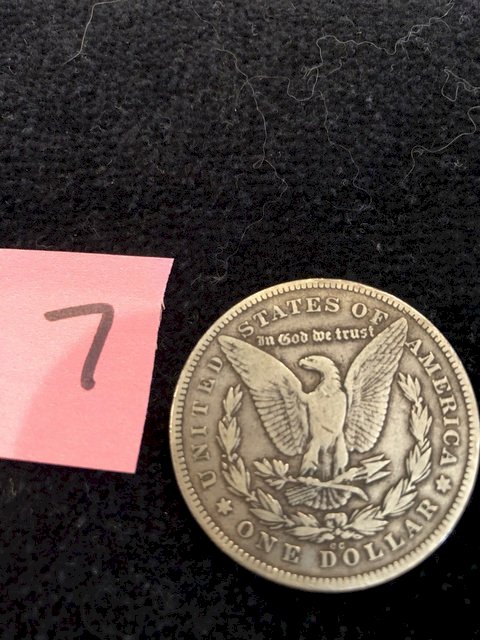 7
UNITED STATES OF AMERICA
In God we trust
ONE DOLLAR